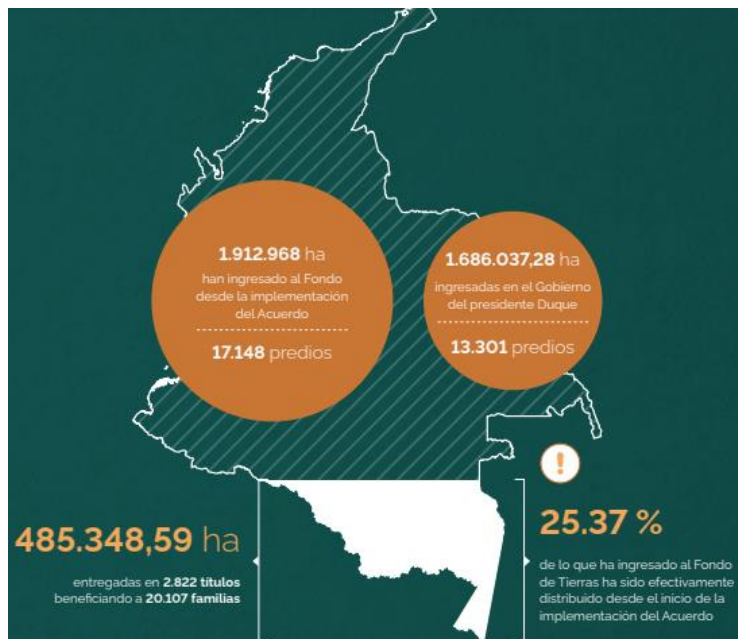 1.912.968 ha
han ingresado al Fondo
desde la implementación
del Acuerdo
17.148 predios
1.686.037,28 ha
ingresadas en el Gobierno
del presidente Duque
13.301 predios
485.348,59 ha
entregadas en 2.822 títulos
beneficiando a 20.107 familias
!
25.37 %
de lo que ha ingresado al Fondo
de Tierras ha sido efectivamente
distribuido desde el inicio de la
implementación del Acuerdo